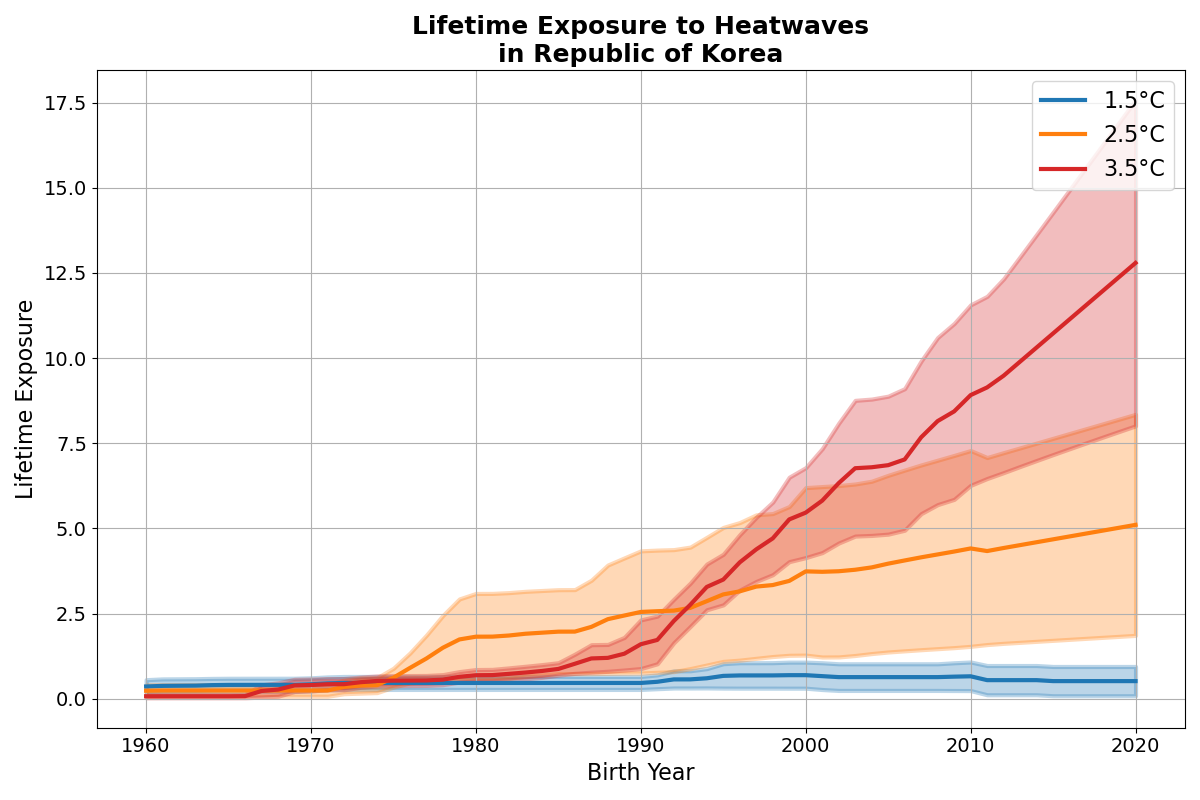 Lifetime Exposure to Heatwaves
in Republic of Korea
17.5
15.0
12.5
10.0
7.5
5.0
2.5
0.0
Lifetime Exposure
1.5°C
2.5°C
3.5°C
1960
1970
1980
1990
2000
2010
2020
Birth Year